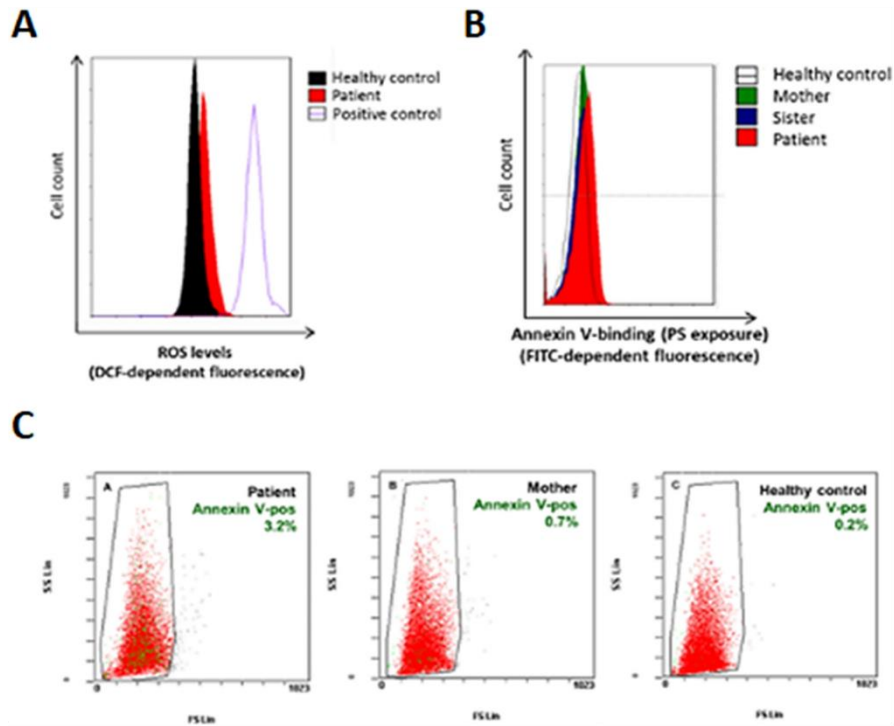 A
Healthy control
Patient
Positive control
Cell count
ROS levels
(DCF-dependent fluorescence)
B
Healthy control
Mother
Sister
Patient
Cell count
Annexin V-binding (PS exposure)
(FITC-dependent fluorescence)
C
A
Patient
Annexin V-pos
3.2%
SS Lin
0
1023
FS Lin
B
Mother
Annexin V-pos
0.7%
SS Lin
0
1023
FS Lin
C
Healthy control
Annexin V-pos
0.2%
SS Lin
0
1023
FS Lin